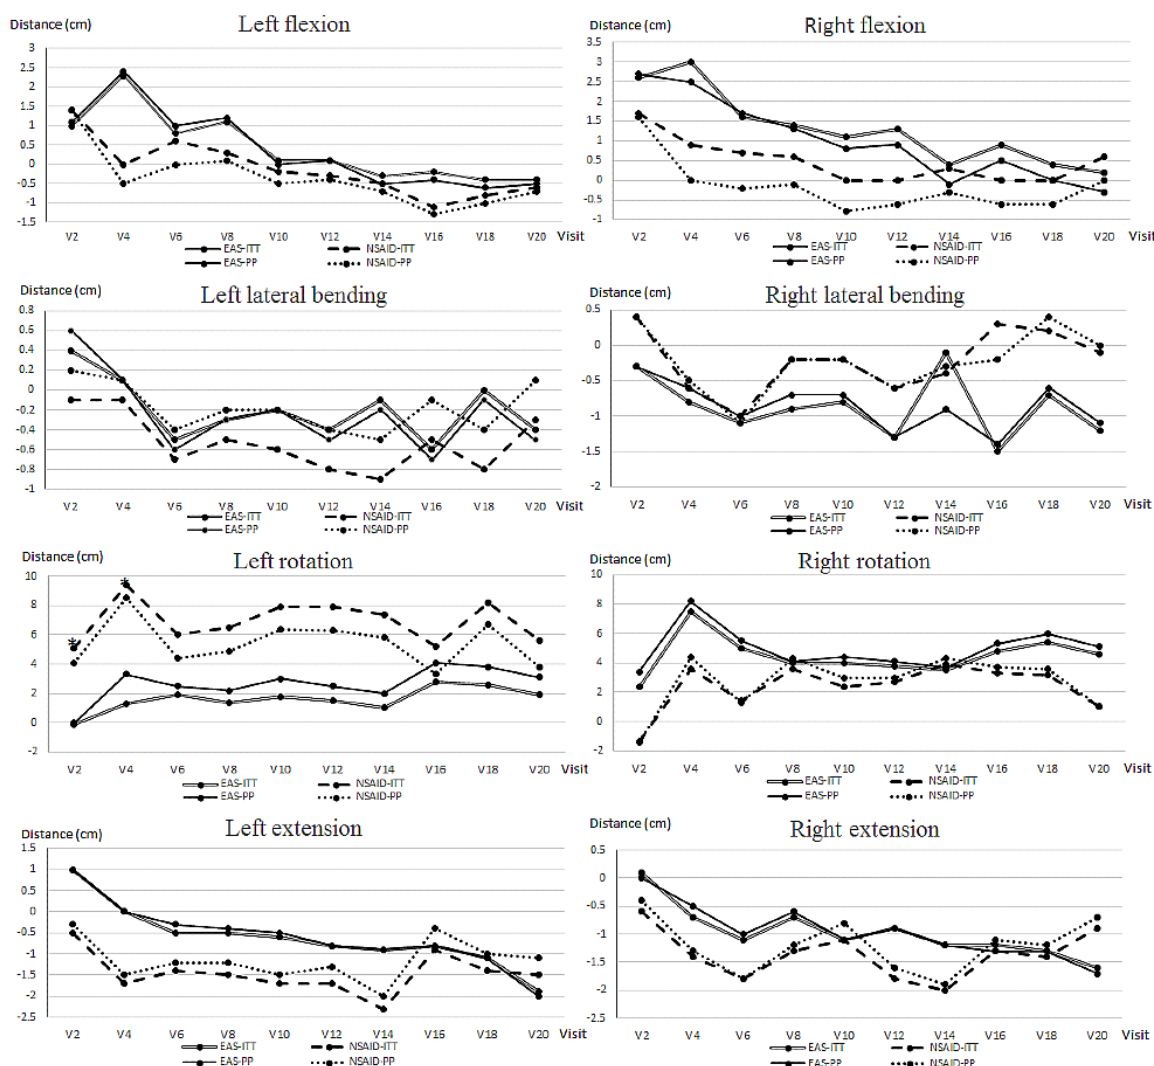 Distance (cm)
Left flexion
3
2.5
2
1.5
1
0.5
0
-0.5
-1
-1.5
V2 V4 V6 V8 V10 V12 V14 V16 V18 V20 Visit
EAS-ITT NSAID-ITT
EAS-PP NSAID-PP
Distance (cm)
Right flexion
3.5
3
2.5
2
1.5
1
0.5
0
-0.5
-1
V2 V4 V6 V8 V10 V12 V14 V16 V18 V20 Visit
EAS-ITT NSAID-ITT
EAS-PP NSAID-PP
Distance (cm)
Left lateral bending
0.8
0.6
0.4
0.2
0
-0.2
-0.4
-0.6
-0.8
-1
V2 V4 V6 V8 V10 V12 V14 V16 V18 V20 Visit
EAS-ITT NSAID-ITT
EAS-PP NSAID-PP
Distance (cm)
Right lateral bending
0.5
0
-0.5
-1
-1.5
-2
V2 V4 V6 V8 V10 V12 V14 V16 V18 V20 Visit
EAS-ITT NSAID-ITT
EAS-PP NSAID-PP
Distance (cm)
Left rotation
10
8
6
4
2
0
-2
*
*
V2 V4 V6 V8 V10 V12 V14 V16 V18 V20 Visit
EAS-ITT NSAID-ITT
EAS-PP NSAID-PP
Distance (cm)
Right rotation
10
8
6
4
2
0
-2
V2 V4 V6 V8 V10 V12 V14 V16 V18 V20 Visit
EAS-ITT NSAID-ITT
EAS-PP NSAID-PP
Distance (cm)
Left extension
1.5
1
0.5
0
-0.5
-1
-1.5
-2
-2.5
V2 V4 V6 V8 V10 V12 V14 V16 V18 V20 Visit
EAS-ITT NSAID-ITT
EAS-PP NSAID-PP
Distance (cm)
Right extension
0.5
0
-0.5
-1
-1.5
-2
-2.5
V2 V4 V6 V8 V10 V12 V14 V16 V18 V20 Visit
EAS-ITT NSAID-ITT
EAS-PP NSAID-PP